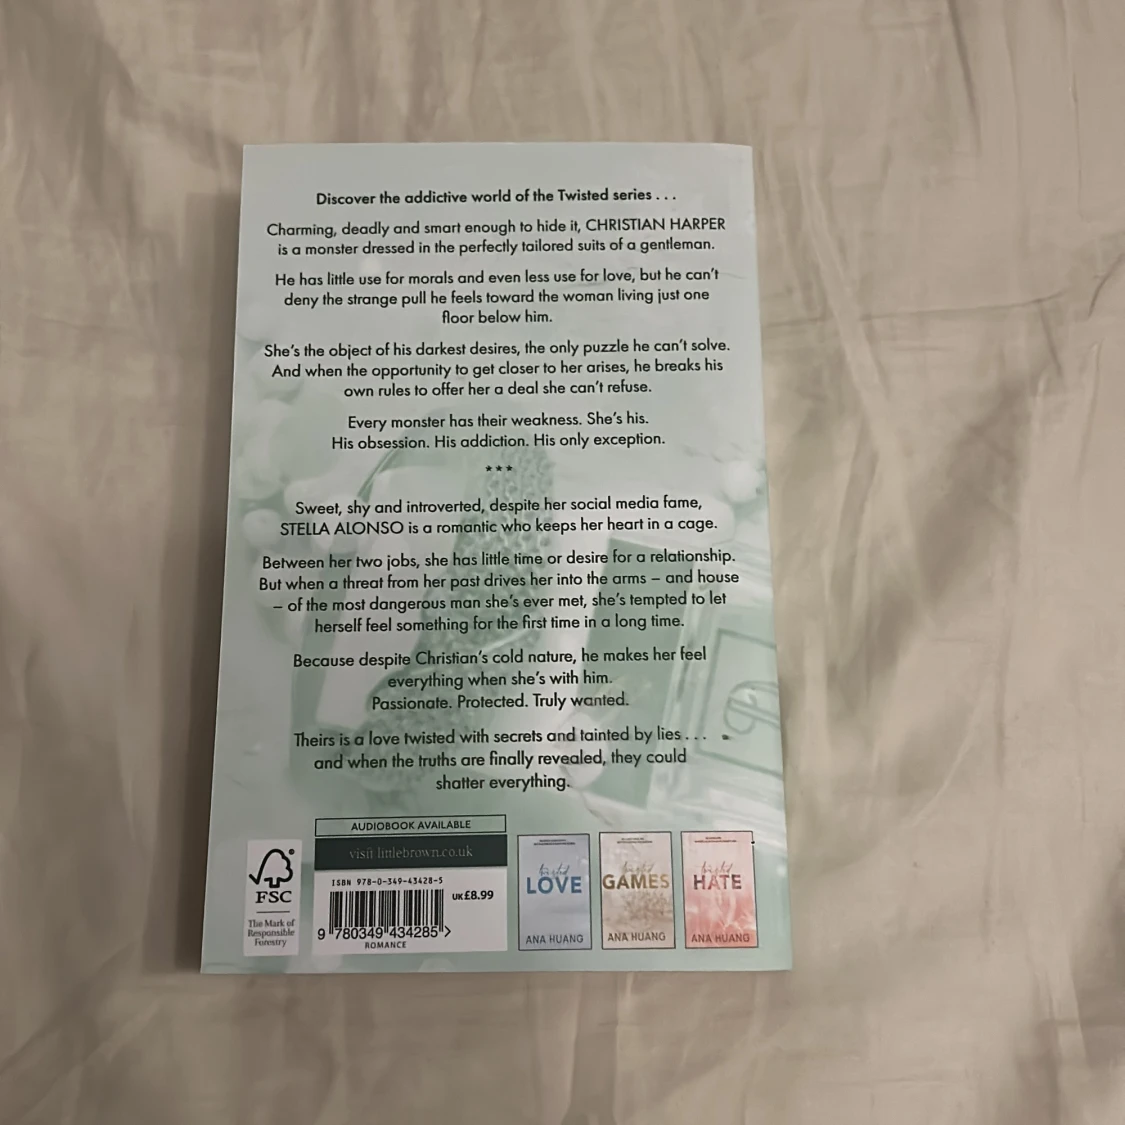 Discover the addictive world of the Twisted series . . .
Charming, deadly and smart enough to hide it, CHRISTIAN HARPER
is a monster dressed in the perfectly tailored suits of a gentleman.
He has little use for morals and even less use for love, but he can't
deny the strange pull he feels toward the woman living just one
floor below him.
She's the object of his darkest desires, the only puzzle he can't solve.
And when the opportunity to get closer to her arises, he breaks his
own rules to offer her a deal she can't refuse.
Every monster has their weakness. She's his.
His obsession. His addiction. His only exception.
***
Sweet, shy and introverted, despite her social media fame,
STELLA ALONSO is a romantic who keeps her heart in a cage.
Between her two jobs, she has little time or desire for a relationship.
But when a threat from her past drives her into the arms – and house
– of the most dangerous man she's ever met, she's tempted to let
herself feel something for the first time in a long time.
Because despite Christian's cold nature, he makes her feel
everything when she's with him.
Passionate. Protected. Truly wanted.
Theirs is a love twisted with secrets and tainted by lies . . .
and when the truths are finally revealed, they could
shatter everything.
AUDIOBOOK AVAILABLE
visit littlebrown.co.uk
ISBN 978-0-349-43428-5
UK £8.99
9 780349 434285 >
ROMANCE
FSC
The Mark of
Responsible
Forestry
twisted
LOVE
ANA HUANG
twisted
GAMES
ANA HUANG
twisted
HATE
ANA HUANG